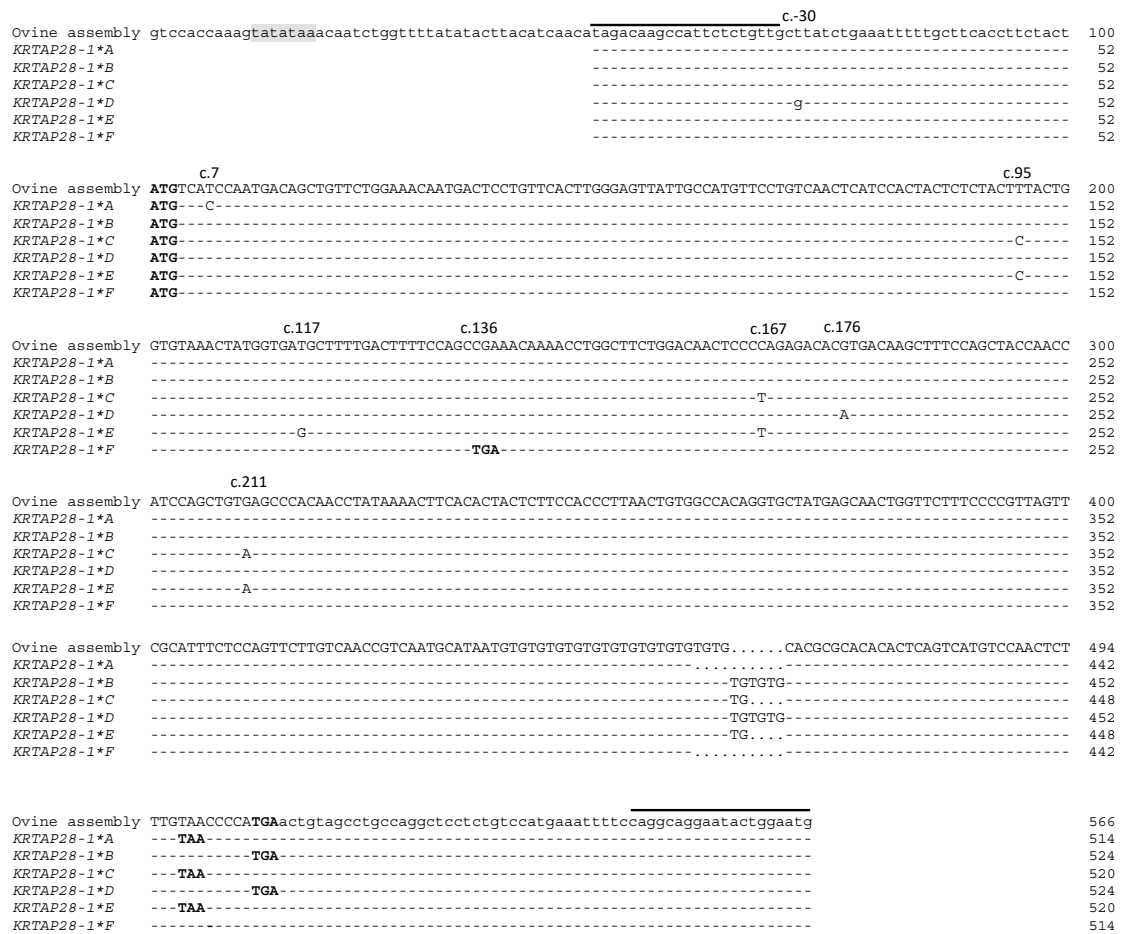 c.-30
Ovine assembly gtccaccaaagtatataaacaatctggttttatatacttacatcaacatagacaagccattctctgttgcttatctgaaatttttgcttcaccttctact 100
KRTAP28-1*A ---------------------------------------------------- 52
KRTAP28-1*B ---------------------------------------------------- 52
KRTAP28-1*C ---------------------------------------------------- 52
KRTAP28-1*D ----------------------g----------------------------- 52
KRTAP28-1*E ---------------------------------------------------- 52
KRTAP28-1*F ---------------------------------------------------- 52
c.7 c.95
Ovine assembly ATGTCATCCAATGACAGCTGTTCTGGAAACAATGACTCCTGTTCACTTGGGAGTTATTGCCATGTTCCTGTCAACTCATCCACTACTCTCTACTTTACTG 200
KRTAP28-1*A ATG---C--------------------------------------------------------------------------------------------- 152
KRTAP28-1*B ATG------------------------------------------------------------------------------------------------- 152
KRTAP28-1*C ATG-------------------------------------------------------------------------------------------C----- 152
KRTAP28-1*D ATG------------------------------------------------------------------------------------------------- 152
KRTAP28-1*E ATG-------------------------------------------------------------------------------------------C----- 152
KRTAP28-1*F ATG------------------------------------------------------------------------------------------------- 152
c.117 c.136 c.167 c.176
Ovine assembly GTGTAAACTATGGTGATGCTTTTGACTTTTCCAGCCGAAACAAAACCTGGCTTCTGGACAACTCCCCAGAGACACGTGACAAGCTTTCCAGCTACCAACC 300
KRTAP28-1*A ---------------------------------------------------------------------------------------------------- 252
KRTAP28-1*B ---------------------------------------------------------------------------------------------------- 252
KRTAP28-1*C ------------------------------------------------------------------T--------------------------------- 252
KRTAP28-1*D ---------------------------------------------------------------------------A------------------------ 252
KRTAP28-1*E ----------------G-------------------------------------------------T--------------------------------- 252
KRTAP28-1*F -----------------------------------TGA-------------------------------------------------------------- 252
c.211
Ovine assembly ATCCAGCTGTGAGCCCACAACCTATAAAACTTCACACTACTCTTCCACCCTTAACTGTGGCCACAGGTGCTATGAGCAACTGGTTCTTTCCCCGTTAGTT 400
KRTAP28-1*A ---------------------------------------------------------------------------------------------------- 352
KRTAP28-1*B ---------------------------------------------------------------------------------------------------- 352
KRTAP28-1*C ----------A----------------------------------------------------------------------------------------- 352
KRTAP28-1*D ---------------------------------------------------------------------------------------------------- 352
KRTAP28-1*E ----------A----------------------------------------------------------------------------------------- 352
KRTAP28-1*F ---------------------------------------------------------------------------------------------------- 352
Ovine assembly CGCATTTCTCCAGTTCTTGTCAACCGTCAATGCATAATGTGTGTGTGTGTGTGTGTGTGTGTG......CACGCGCACACACTCAGTCATGTCCAACTCT 494
KRTAP28-1*A -----------------------------------------------------------..........------------------------------- 442
KRTAP28-1*B ---------------------------------------------------------------TGTGTG------------------------------- 452
KRTAP28-1*C ---------------------------------------------------------------TG....------------------------------- 448
KRTAP28-1*D ---------------------------------------------------------------TGTGTG------------------------------- 452
KRTAP28-1*E ---------------------------------------------------------------TG....------------------------------- 448
KRTAP28-1*F -----------------------------------------------------------..........------------------------------- 442
Ovine assembly TTGTAACCCCATGAactgtagcctgccaggctcctctgtccatgaaattttccaggcaggaatactggaatg 566
KRTAP28-1*A ---TAA------------------------------------------------------------------ 514
KRTAP28-1*B -----------TGA---------------------------------------------------------- 524
KRTAP28-1*C ---TAA------------------------------------------------------------------ 520
KRTAP28-1*D -----------TGA---------------------------------------------------------- 524
KRTAP28-1*E ---TAA------------------------------------------------------------------ 520
KRTAP28-1*F ------------------------------------------------------------------------ 514